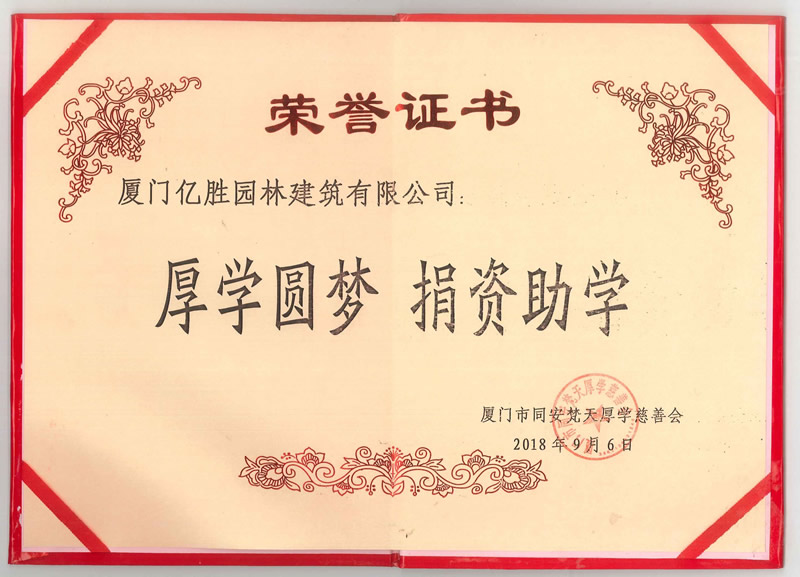 荣誉证书
厦门亿胜园林建筑有限公司:
厚学圆梦 捐资助学
厦门市同安梵天厚学慈善会
2018年9月6日